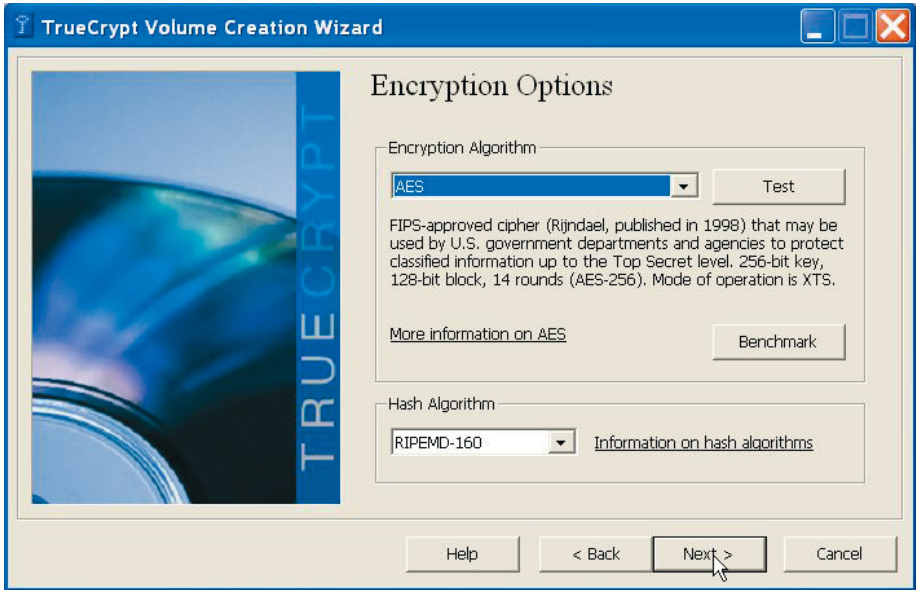 TrueCrypt Volume Creation Wizard
TRUECRYPT
Encryption Options
Encryption Algorithm
AES
Test
FIPS-approved cipher (Rijndael, published in 1998) that may be
used by U.S. government departments and agencies to protect
classified information up to the Top Secret level. 256-bit key,
128-bit block, 14 rounds (AES-256). Mode of operation is XTS.
More information on AES
Benchmark
Hash Algorithm
RIPEMD-160
Information on hash algorithms
Help
< Back
Next >
Cancel